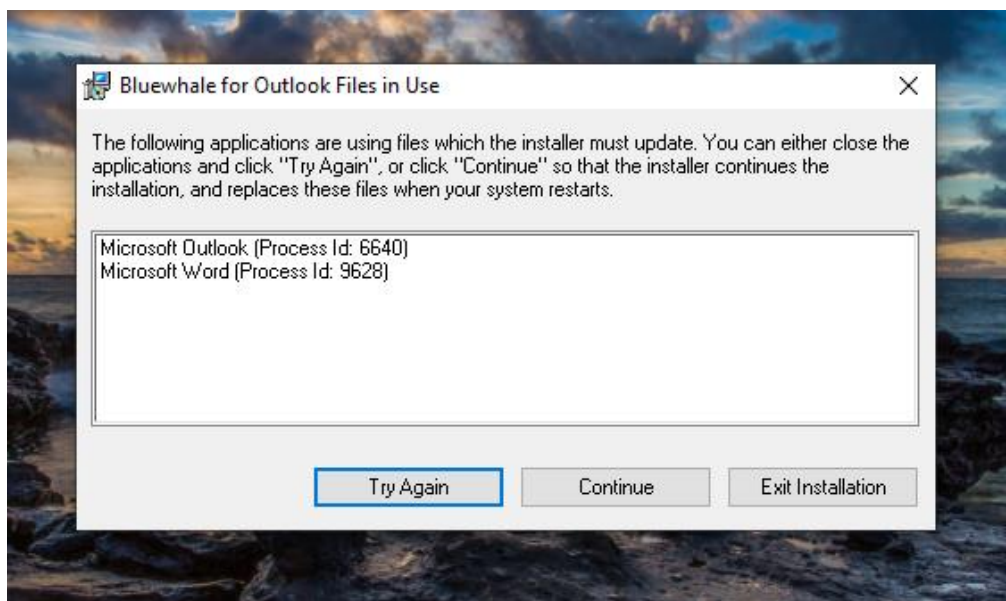 Bluewhale for Outlook Files in Use
The following applications are using files which the installer must update. You can either close the
applications and click "Try Again", or click "Continue" so that the installer continues the
installation, and replaces these files when your system restarts.
Microsoft Outlook (Process Id: 6640)
Microsoft Word (Process Id: 9628)
Try Again
Continue
Exit Installation